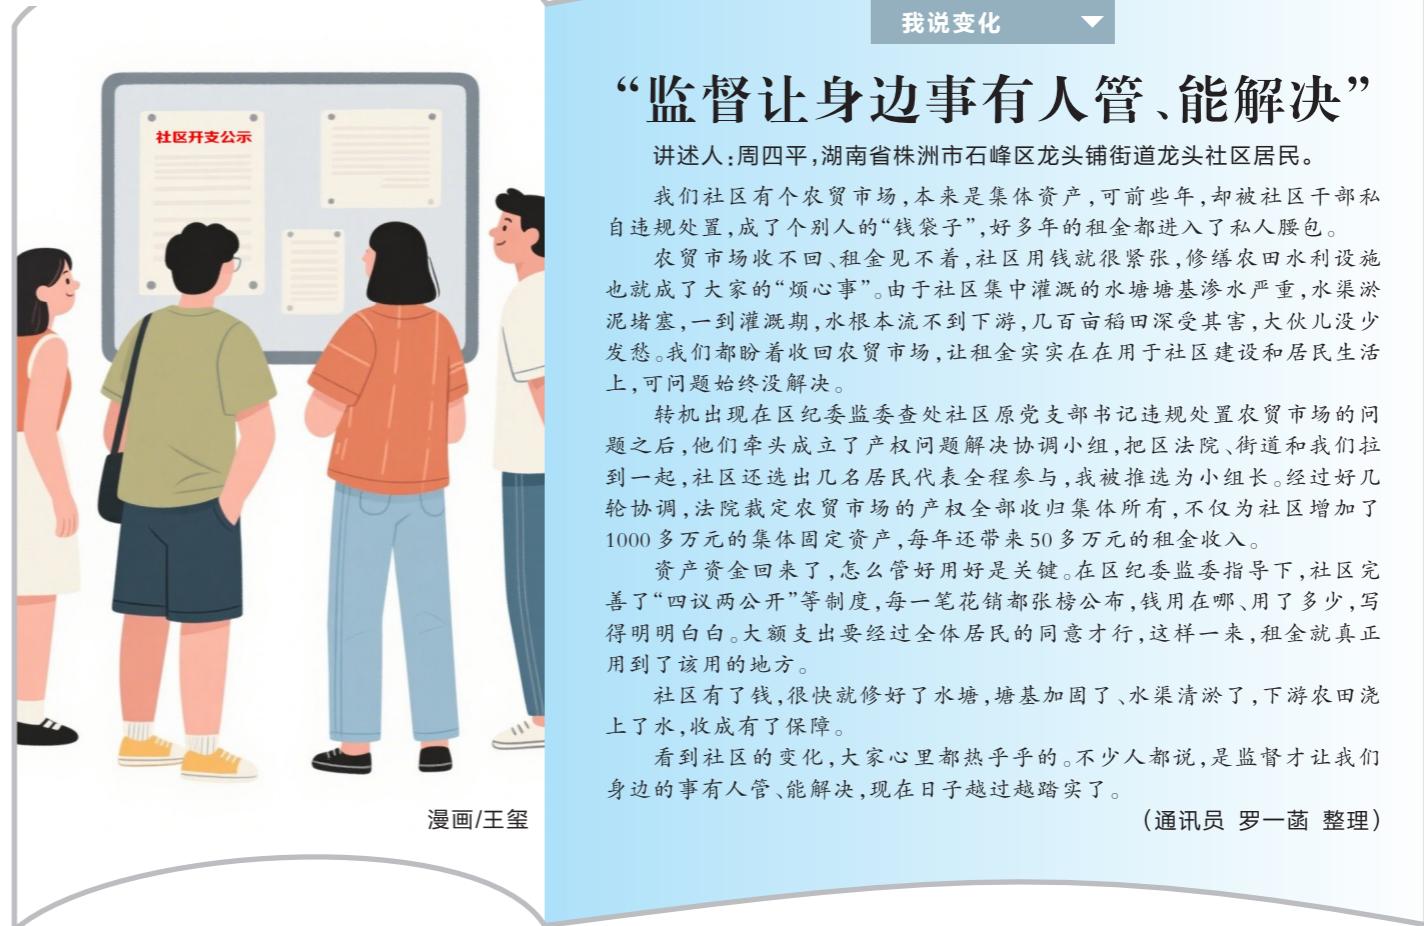 社区开支公示
漫画/王玺
我说变化
“监督让身边事有人管、能解决”
讲述人：周四平，湖南省株洲市石峰区龙头铺街道龙头社区居民。
我们社区有个农贸市场，本来是集体资产，可前些年，却被社区干部私
自违规处置，成了个别人的“钱袋子”，好多年的租金都进入了私人腰包。
农贸市场收不回、租金见不着，社区用钱就很紧张，修缮农田水利设施
也就成了大家的“烦心事”。由于社区集中灌溉的水塘塘基渗水严重，水渠淤
泥堵塞，一到灌溉期，水根本流不到下游，几百亩稻田深受其害，大伙儿没少
发愁。我们都盼着收回农贸市场，让租金实实在在用于社区建设和居民生活
上，可问题始终没解决。
转机出现在区纪委监委查处社区原党支部书记违规处置农贸市场的问
题之后，他们牵头成立了产权问题解决协调小组，把区法院、街道和我们拉
到一起，社区还选出几名居民代表全程参与，我被推选为小组长。经过好几
轮协调，法院裁定农贸市场的产权全部收归集体所有，不仅为社区增加了
1000多万元的集体固定资产，每年还带来50多万元的租金收入。
资产资金回来了，怎么管好用好是关键。在区纪委监委指导下，社区完
善了“四议两公开”等制度，每一笔花销都张榜公布，钱用在哪、用了多少，写
得明明白白。大额支出要经过全体居民的同意才行，这样一来，租金就真正
用到了该用的地方。
社区有了钱，很快就修好了水塘，塘基加固了、水渠清淤了，下游农田浇
上了水，收成有了保障。
看到社区的变化，大家心里都热乎乎的。不少人都说，是监督才让我们
身边的事有人管、能解决，现在日子越过越踏实了。
（通讯员 罗一菡 整理）